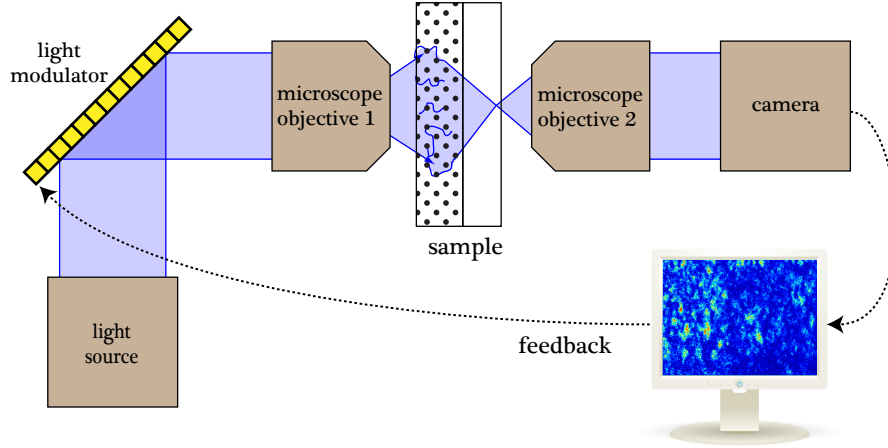 light
modulator
microscope
objective 1
microscope
objective 2
camera
sample
light
source
feedback